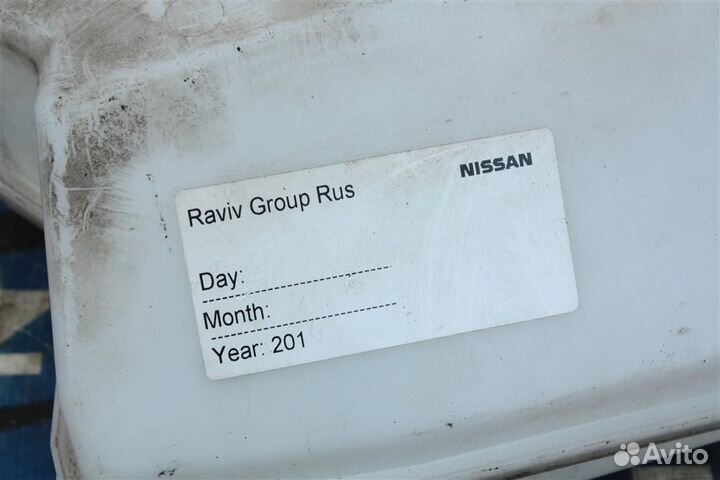 NISSAN
Raviv Group Rus
Day:
Month:
Year: 201
Avito